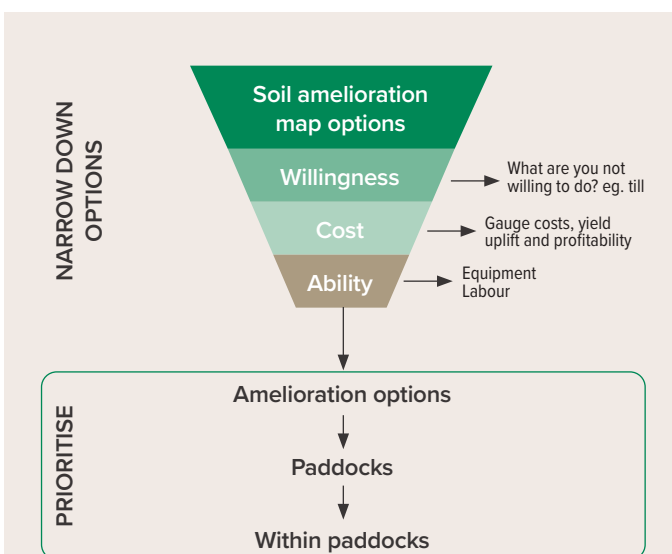 NARROW DOWN
OPTIONS
Soil amelioration
map options
Willingness
What are you not
willing to do? eg. till
Cost
Gauge costs, yield
uplift and profitability
Ability
Equipment
Labour
PRIORITISE
Amelioration options
Paddocks
Within paddocks